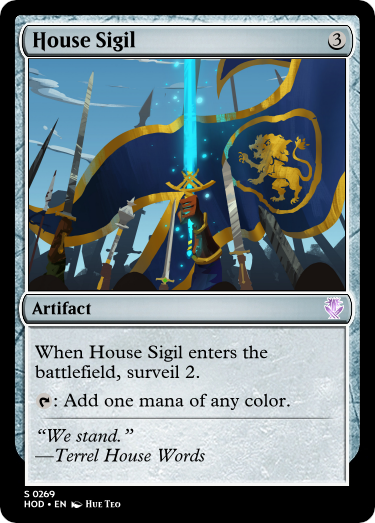 House Sigil 3
Artifact
When House Sigil enters the
battlefield, surveil 2.
: Add one mana of any color.
“We stand.”
—Terrel House Words
S 0269
HOD • EN Hue Teo